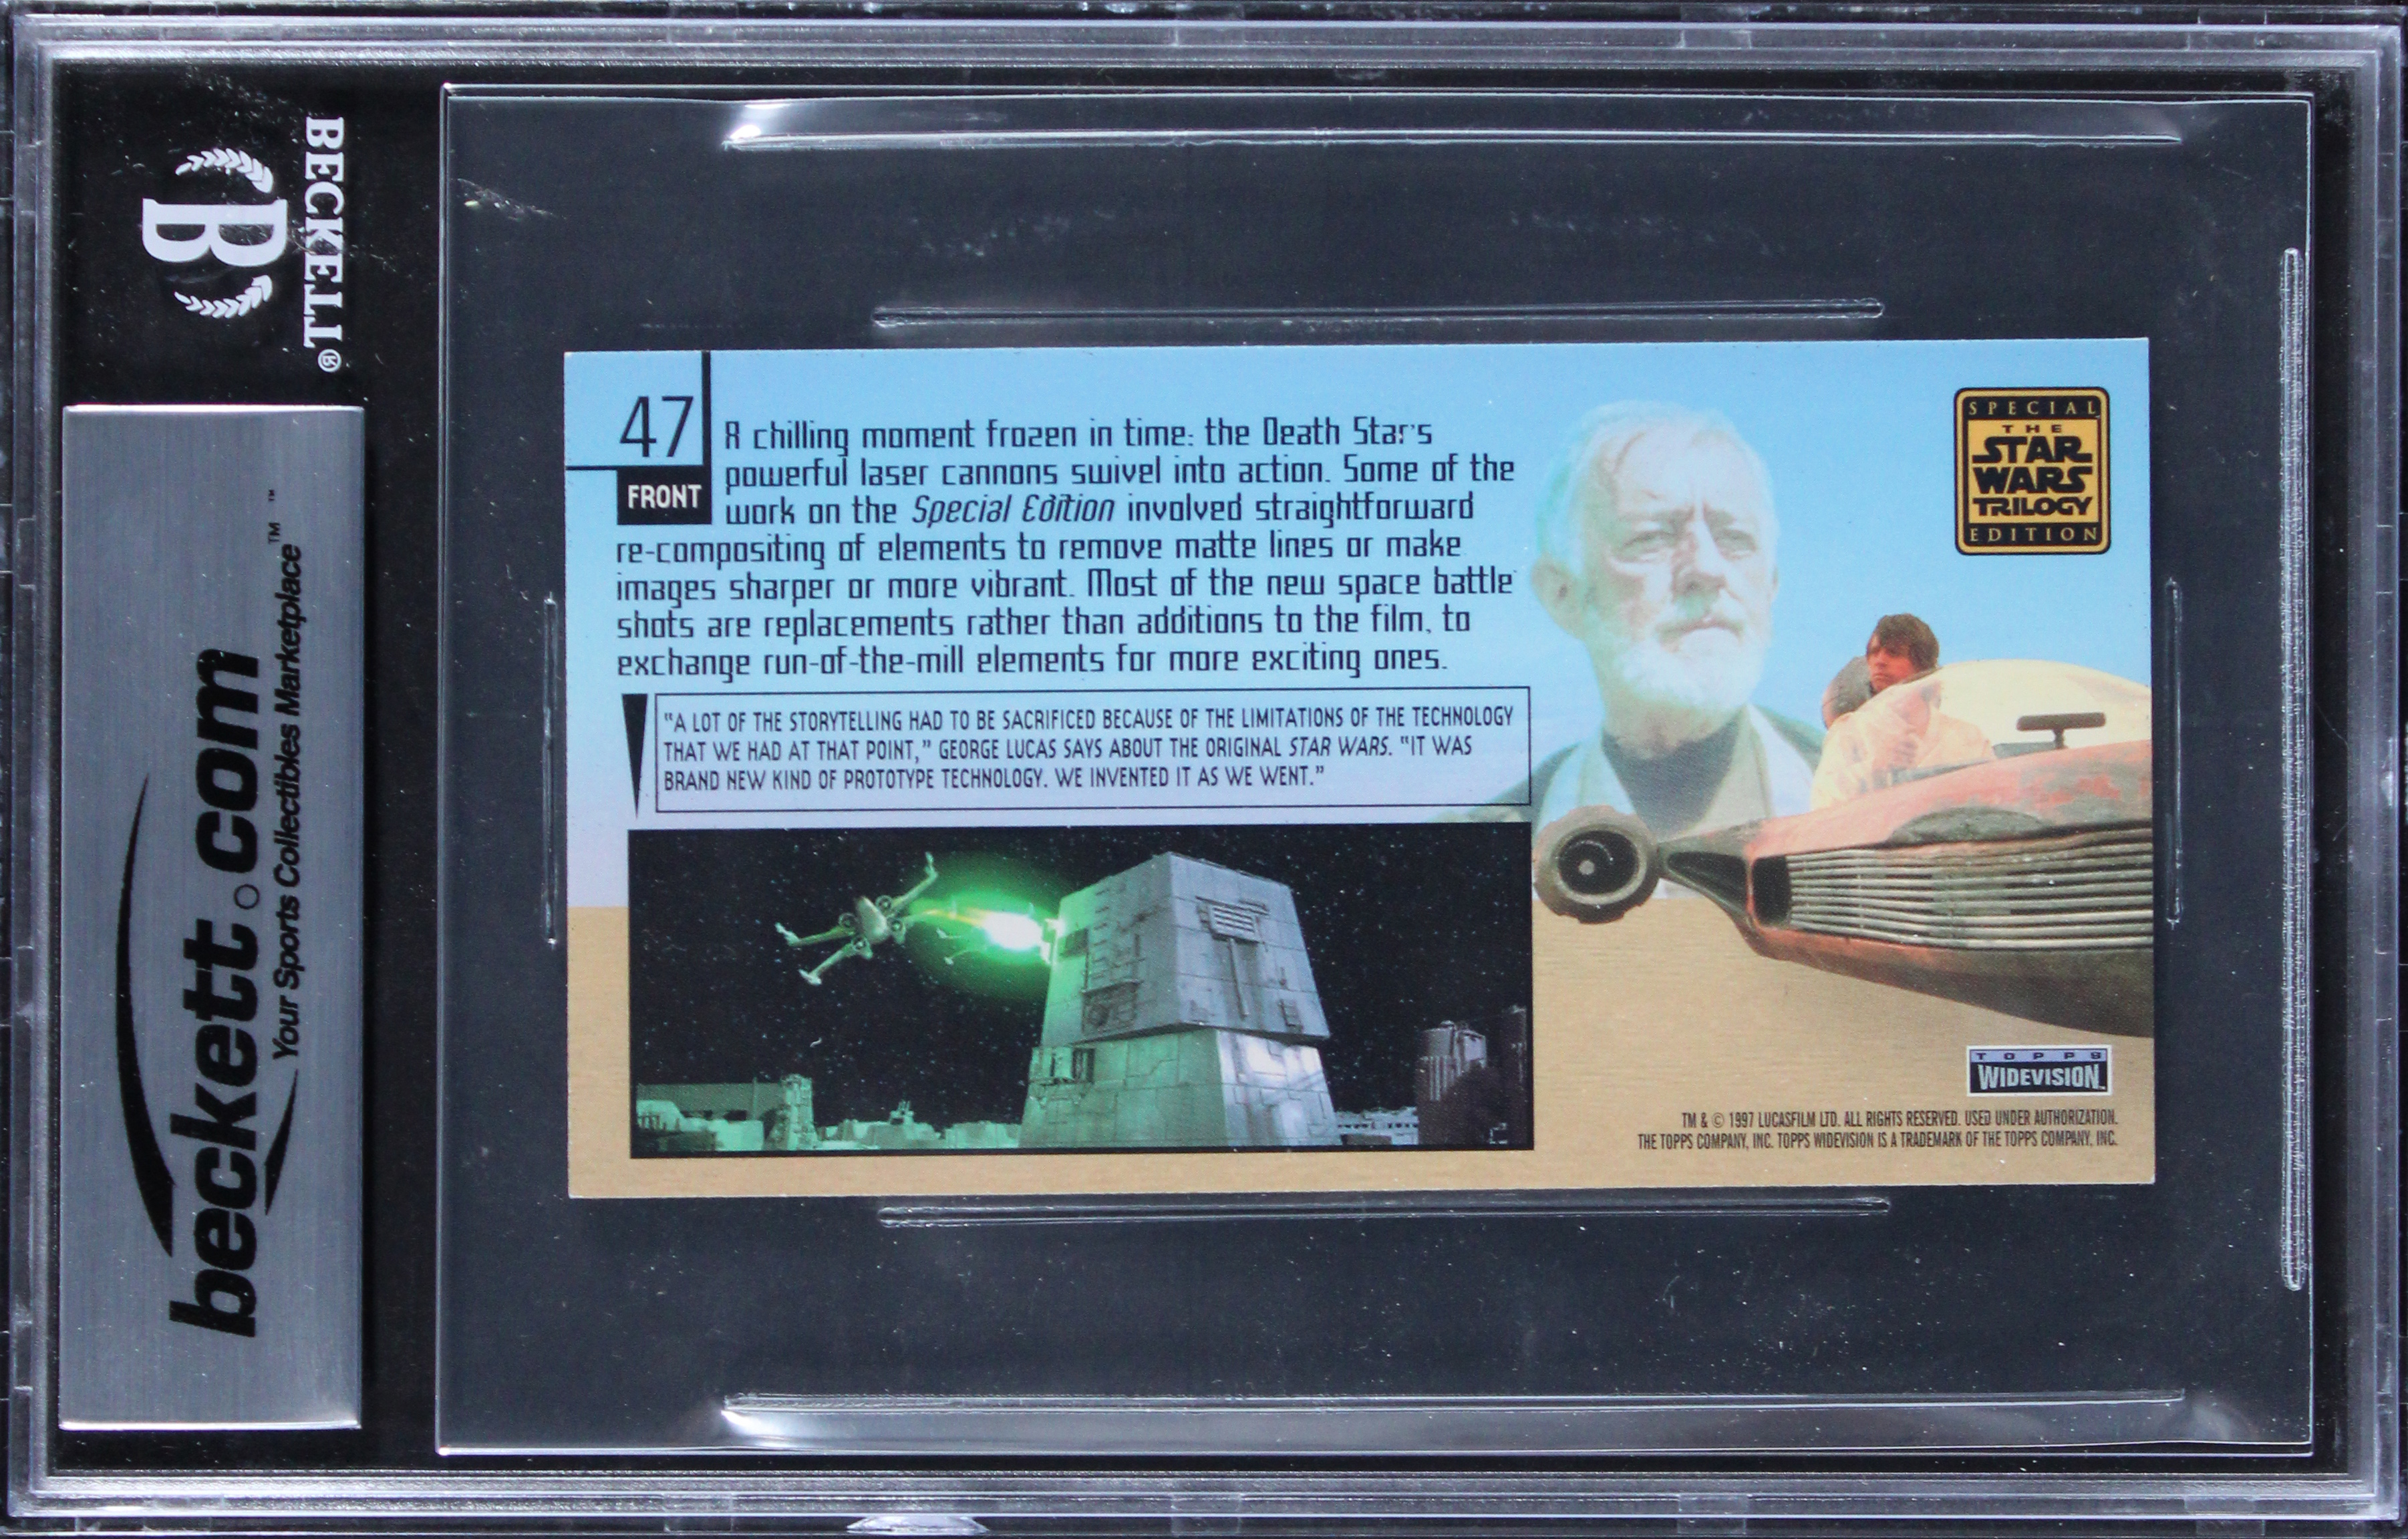 BECKETT®
B
beckett.com™
Your Sports Collectibles Marketplace™
47
FRONT
A chilling moment frozen in time: the Death Star's
powerful laser cannons swivel into action. Some of the
work on the Special Edition involved straightforward
re-compositing of elements to remove matte lines or make
images sharper or more vibrant. Most of the new space battle
shots are replacements rather than additions to the film, to
exchange run-of-the-mill elements for more exciting ones.
"A LOT OF THE STORYTELLING HAD TO BE SACRIFICED BECAUSE OF THE LIMITATIONS OF THE TECHNOLOGY
THAT WE HAD AT THAT POINT," GEORGE LUCAS SAYS ABOUT THE ORIGINAL STAR WARS. "IT WAS
BRAND NEW KIND OF PROTOTYPE TECHNOLOGY. WE INVENTED IT AS WE WENT."
SPECIAL
THE
STAR
WARS
TRILOGY
EDITION
TOPPS
WIDEVISION™
TM & © 1997 LUCASFILM LTD. ALL RIGHTS RESERVED. USED UNDER AUTHORIZATION.
THE TOPPS COMPANY, INC. TOPPS WIDEVISION IS A TRADEMARK OF THE TOPPS COMPANY, INC.